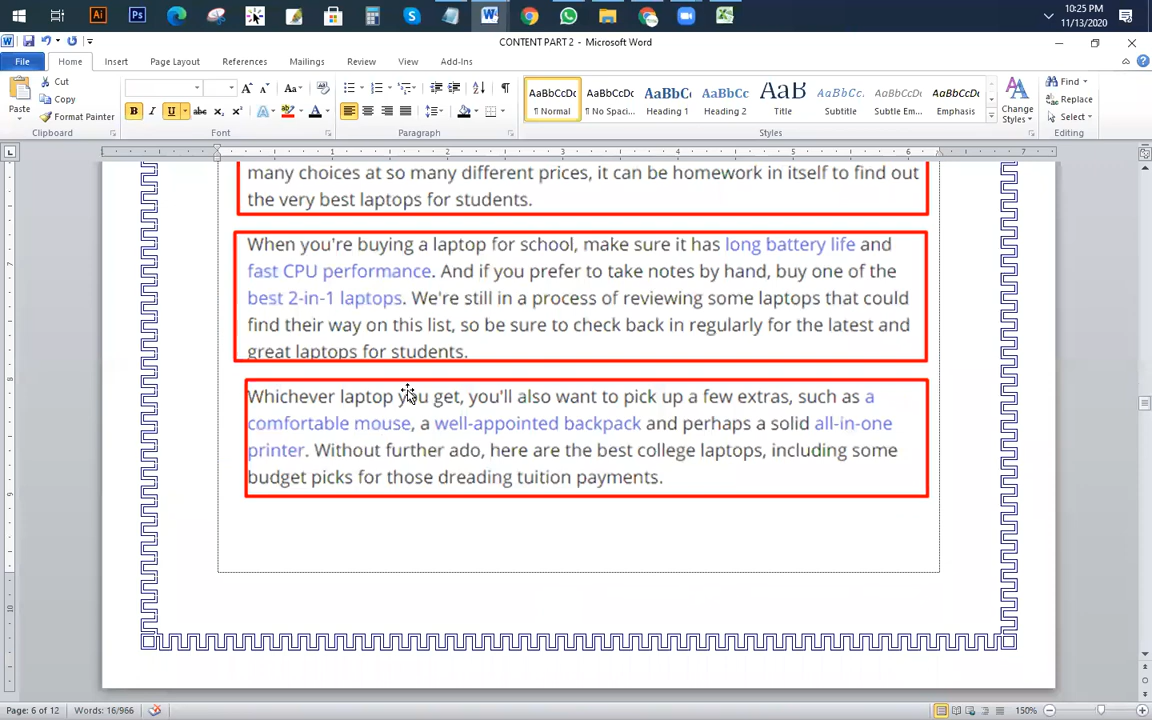 10:25 PM
11/13/2020
CONTENT PART 2 - Microsoft Word
File Home Insert Page Layout References Mailings Review View Add-Ins
Paste
Cut
Copy
Format Painter
Clipboard
Font
Paragraph
AaBbCcDc AaBbCcDc AaBbC AaBbCc AaB AaBbCc. AaBbCcDc AaBbCcDc
¶ Normal ¶ No Spaci... Heading 1 Heading 2 Title Subtitle Subtle Em... Emphasis
Change
Styles
Styles
Find
Replace
Select
Editing
many choices at so many different prices, it can be homework in itself to find out
the very best laptops for students.
When you're buying a laptop for school, make sure it has long battery life and
fast CPU performance. And if you prefer to take notes by hand, buy one of the
best 2-in-1 laptops. We're still in a process of reviewing some laptops that could
find their way on this list, so be sure to check back in regularly for the latest and
great laptops for students.
Whichever laptop you get, you'll also want to pick up a few extras, such as a
comfortable mouse, a well-appointed backpack and perhaps a solid all-in-one
printer. Without further ado, here are the best college laptops, including some
budget picks for those dreading tuition payments.
Page: 6 of 12 Words: 16/966 150%